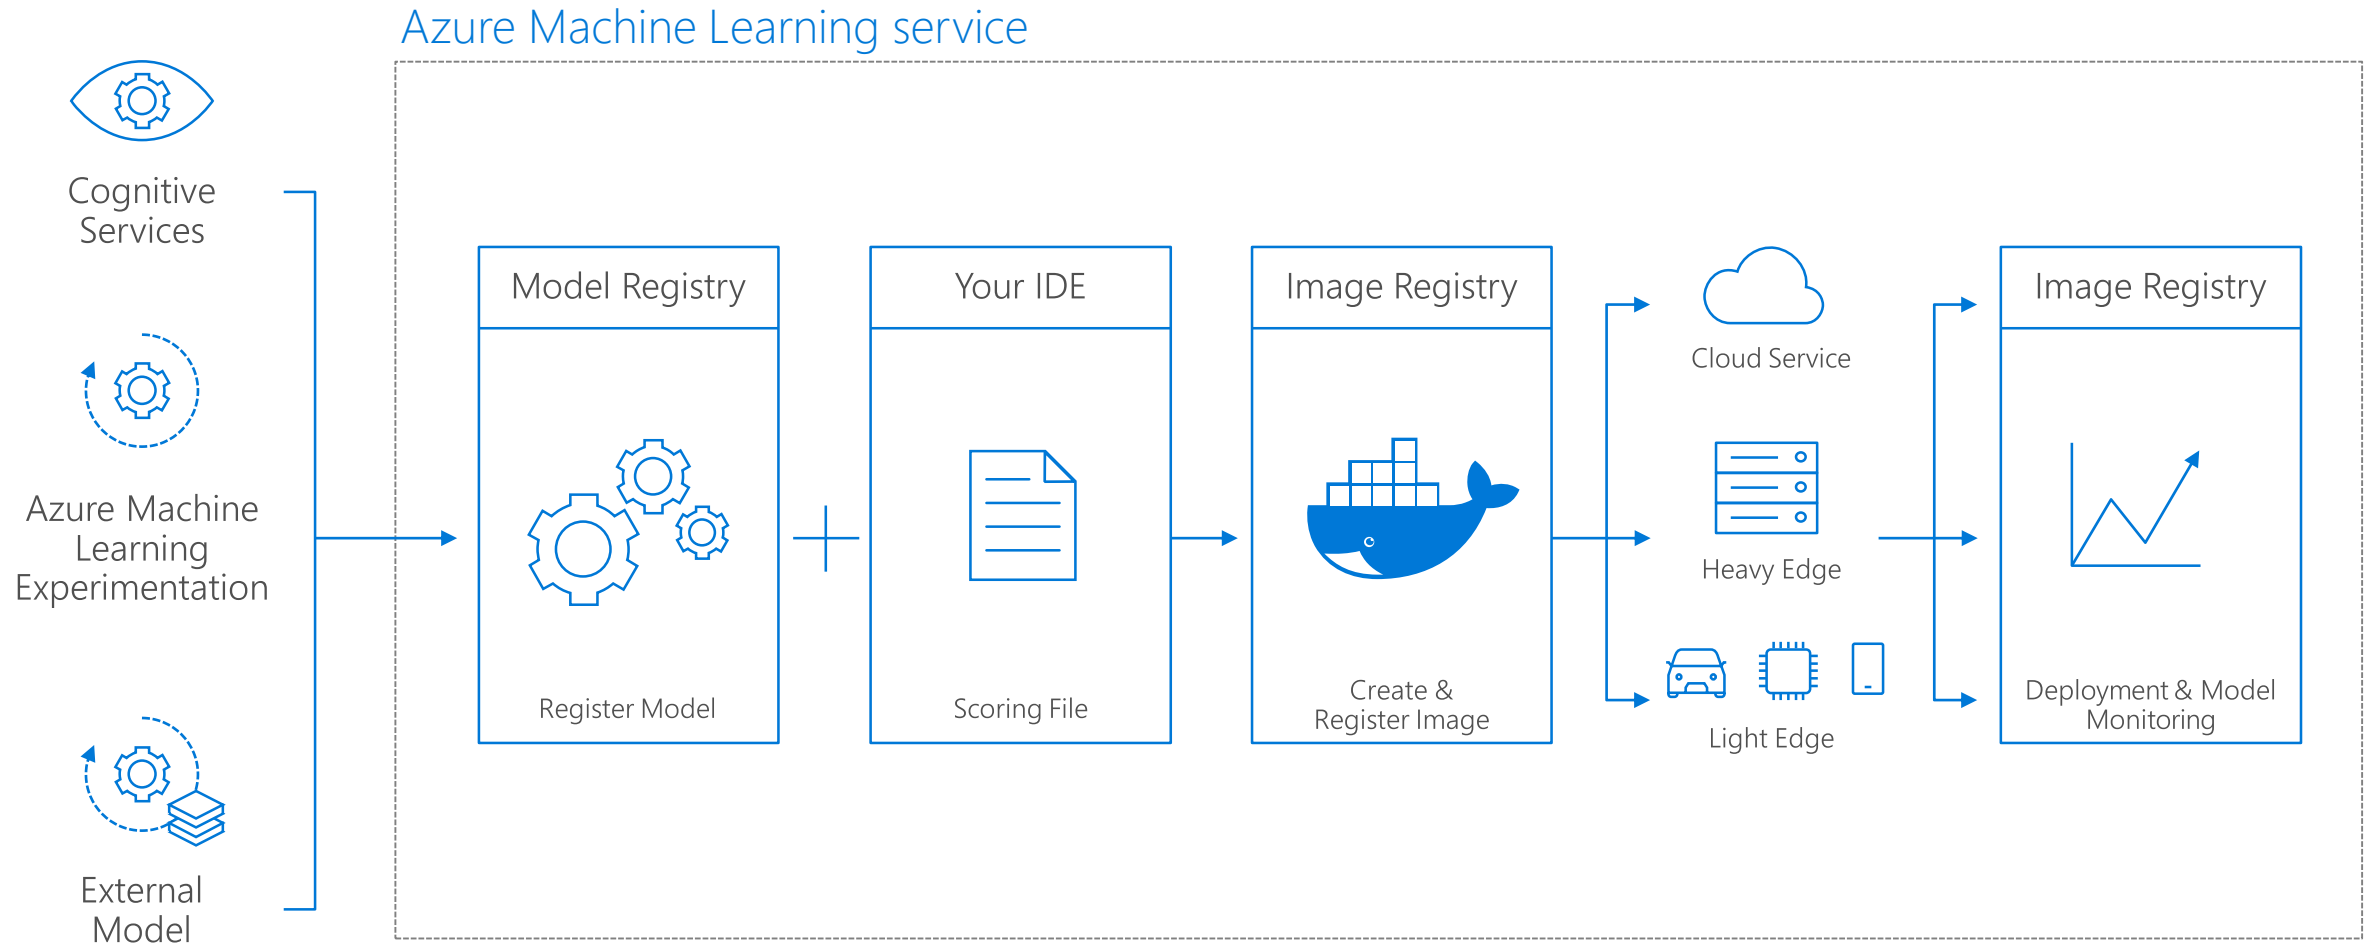 Azure Machine Learning service
Cognitive
Services
Azure Machine
Learning
Experimentation
External
Model
Model Registry
Register Model
Your IDE
Scoring File
Image Registry
Create &
Register Image
Cloud Service
Heavy Edge
Light Edge
Image Registry
Deployment & Model
Monitoring